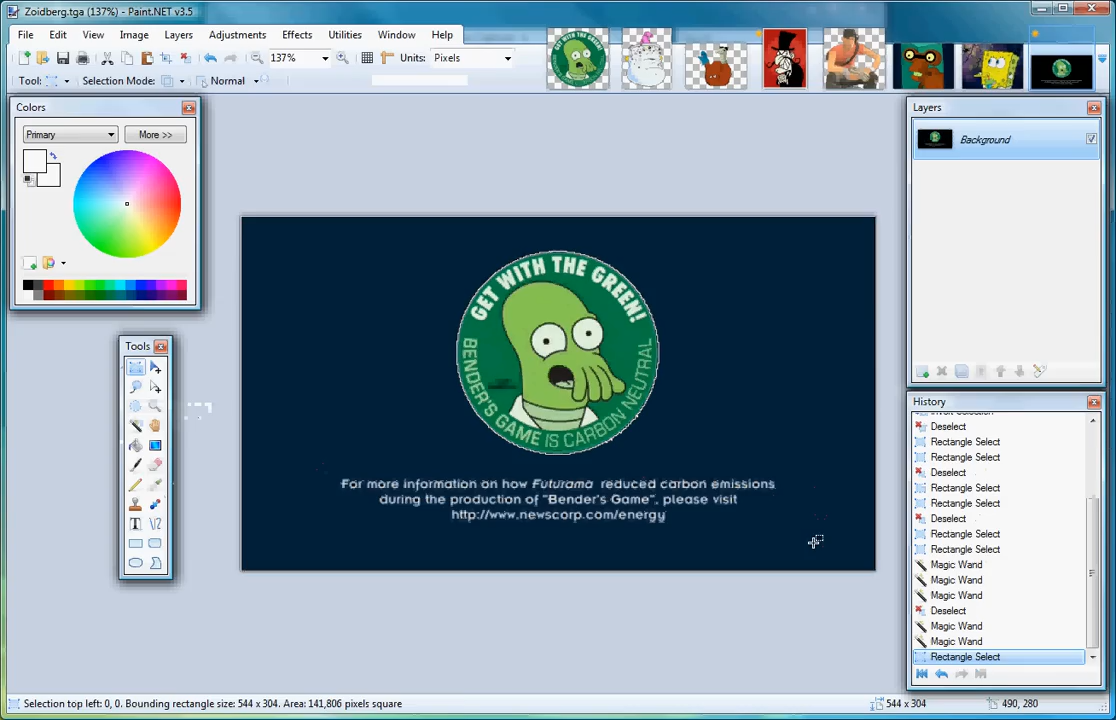 Zoidberg.tga (137%) - Paint.NET v3.5
File Edit View Image Layers Adjustments Effects Utilities Window Help
137% Units: Pixels
Tool: Selection Mode: Normal
Colors
Primary More >>
Tools
GET WITH THE GREEN!
BENDER'S GAME IS CARBON NEUTRAL
For more information on how Futurama reduced carbon emissions
during the production of "Bender's Game", please visit
http://www.newscorp.com/energy
Layers
Background
History
Invert Selection
Deselect
Rectangle Select
Rectangle Select
Deselect
Rectangle Select
Rectangle Select
Deselect
Rectangle Select
Rectangle Select
Magic Wand
Magic Wand
Magic Wand
Deselect
Magic Wand
Magic Wand
Rectangle Select
Selection top left: 0, 0. Bounding rectangle size: 544 x 304. Area: 141,806 pixels square
544 x 304
490, 280